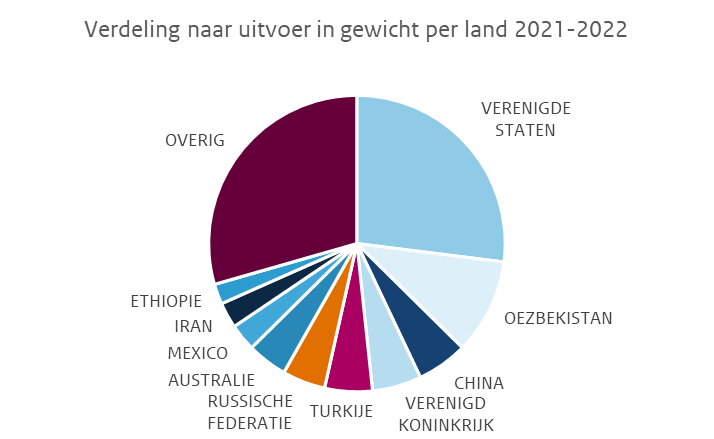 Verdeling naar uitvoer in gewicht per land 2021-2022
VERENIGDE
STATEN
OVERIG
ETHIOPIE
OEZBEKISTAN
IRAN
MEXICO
AUSTRALIE
CHINA
RUSSISCHE
FEDERATIE
TURKIJE
VERENIGD
KONINKRIJK